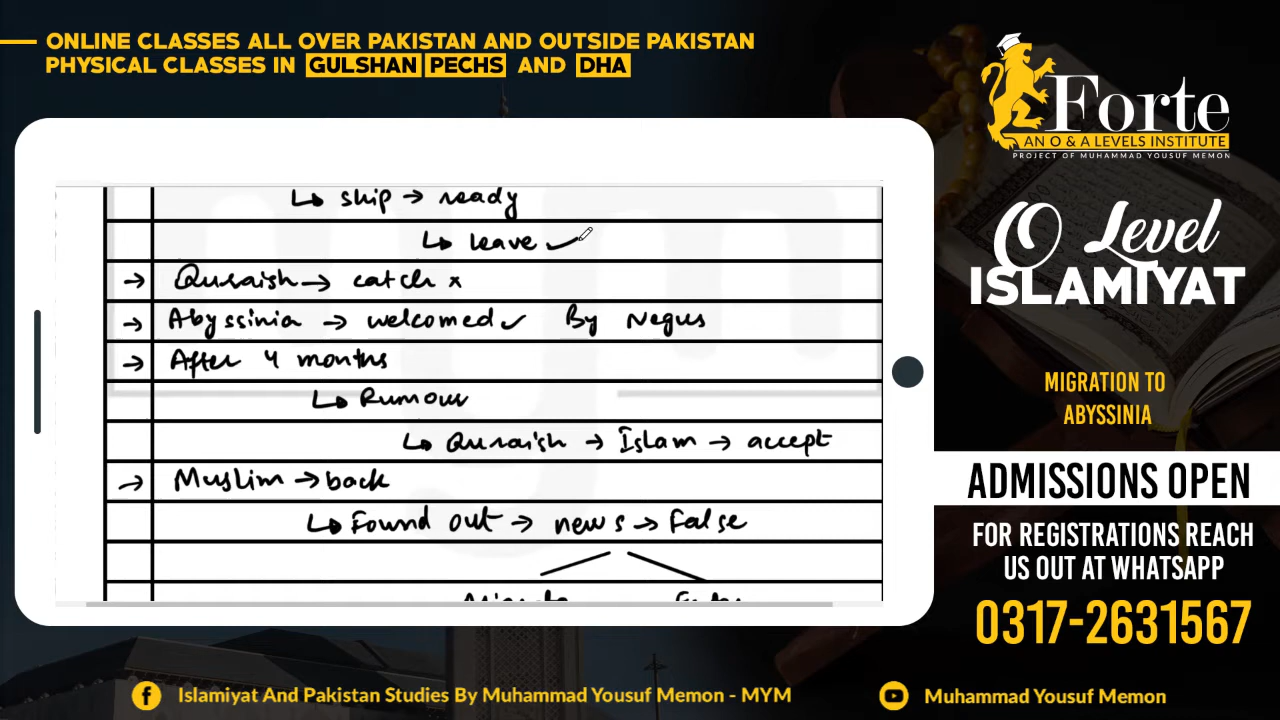 ONLINE CLASSES ALL OVER PAKISTAN AND OUTSIDE PAKISTAN
PHYSICAL CLASSES IN GULSHAN PECHS AND DHA
Forte
AN O & A LEVELS INSTITUTE
PROJECT OF MUHAMMAD YOUSUF MEMON
O Level
ISLAMIYAT
MIGRATION TO
ABYSSINIA
ADMISSIONS OPEN
FOR REGISTRATIONS REACH
US OUT AT WHATSAPP
0317-2631567
↳ ship → ready
↳ leave ✓
→ Quraish → catch x
→ Abyssinia → welcomed ✓ By Negus
→ After 4 months
↳ Rumour
↳ Quraish → Islam → accept
→ Muslim → back
↳ Found out → news → False
Islamiyat And Pakistan Studies By Muhammad Yousuf Memon - MYM
Muhammad Yousuf Memon